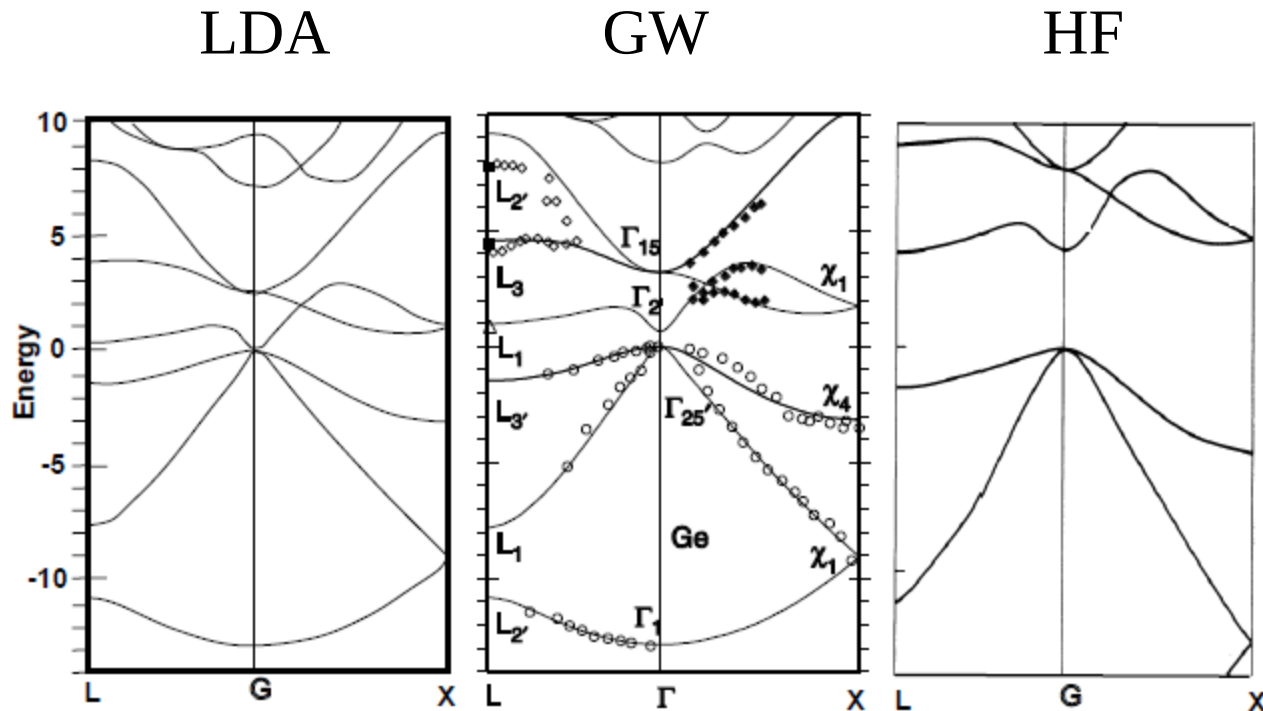 LDA GW HF
10
5
0
-5
-10
Energy
L G X
L₂′
L₃
L₁
L₃′
L₁
L₂′
Γ₁₅
Γ₂′
Γ₂₅′
Γ₁
Ge
χ₁
χ₄
χ₁
L Γ X
L G X